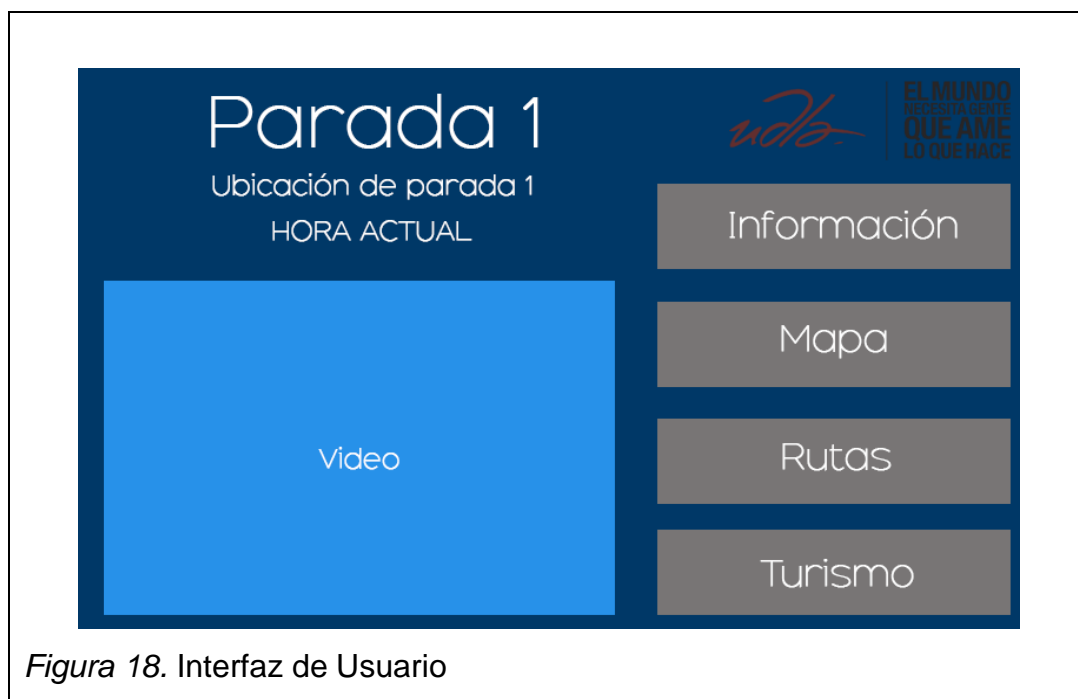 Parada 1
Ubicación de parada 1
HORA ACTUAL
udla-
EL MUNDO
NECESITA GENTE
QUE AME
LO QUE HACE
Información
Mapa
Video
Rutas
Turismo
Figura 18. Interfaz de Usuario